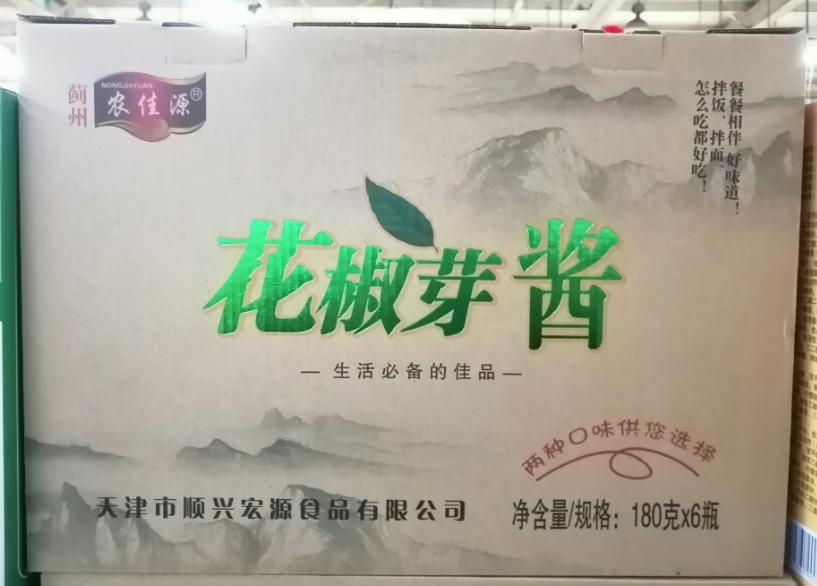 蓟州
NONGJIAYUAN
农佳源®
餐餐相伴 好味道！
拌饭、拌面，
怎么吃都好吃！
花椒芽酱
— 生活必备的佳品 —
两种口味供您选择
天津市顺兴宏源食品有限公司
净含量/规格：180克x6瓶